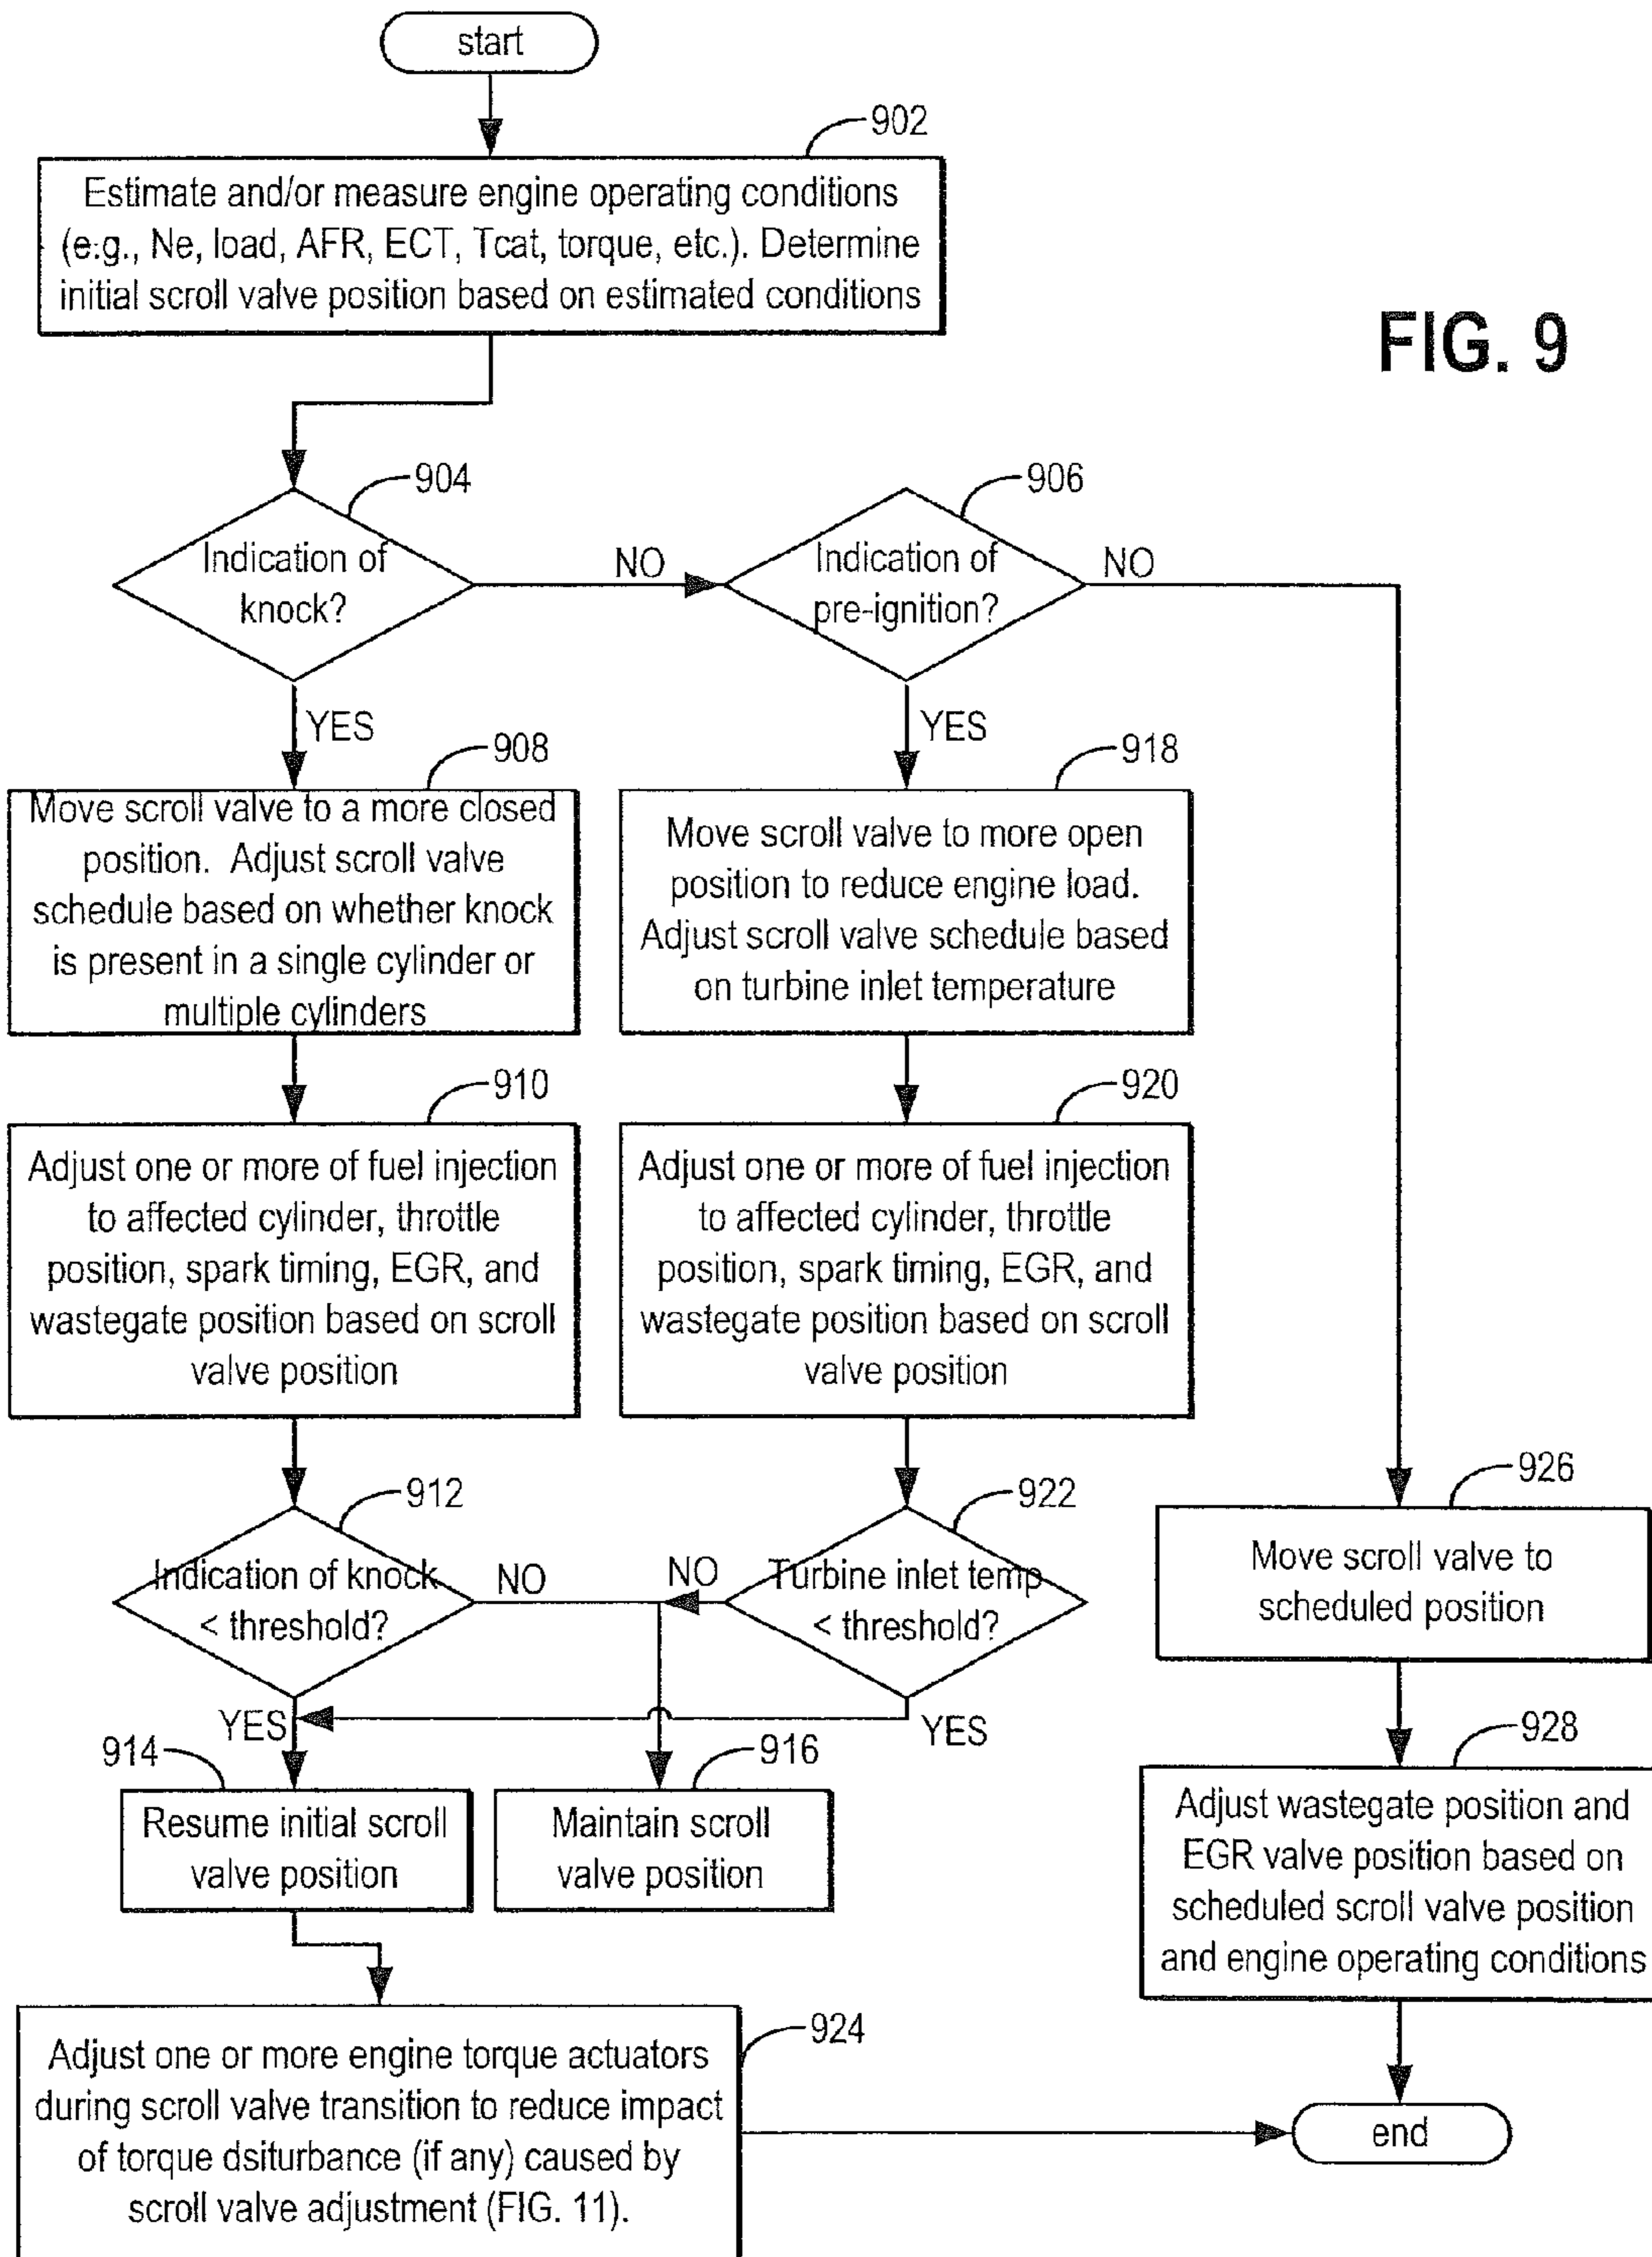 start
902
Estimate and/or measure engine operating conditions
(e.g., Ne, load, AFR, ECT, Tcat, torque, etc.). Determine
initial scroll valve position based on estimated conditions
FIG. 9
904
Indication of
knock?
NO
906
Indication of
pre-ignition?
NO
YES
YES
908
Move scroll valve to a more closed
position. Adjust scroll valve
schedule based on whether knock
is present in a single cylinder or
multiple cylinders
918
Move scroll valve to more open
position to reduce engine load.
Adjust scroll valve schedule based
on turbine inlet temperature
910
Adjust one or more of fuel injection
to affected cylinder, throttle
position, spark timing, EGR, and
wastegate position based on scroll
valve position
920
Adjust one or more of fuel injection
to affected cylinder, throttle
position, spark timing, EGR, and
wastegate position based on scroll
valve position
912
Indication of knock
< threshold?
NO
922
NO
Turbine inlet temp
< threshold?
926
Move scroll valve to
scheduled position
YES
YES
914
Resume initial scroll
valve position
916
Maintain scroll
valve position
928
Adjust wastegate position and
EGR valve position based on
scheduled scroll valve position
and engine operating conditions
924
Adjust one or more engine torque actuators
during scroll valve transition to reduce impact
of torque dsiturbance (if any) caused by
scroll valve adjustment (FIG. 11).
end